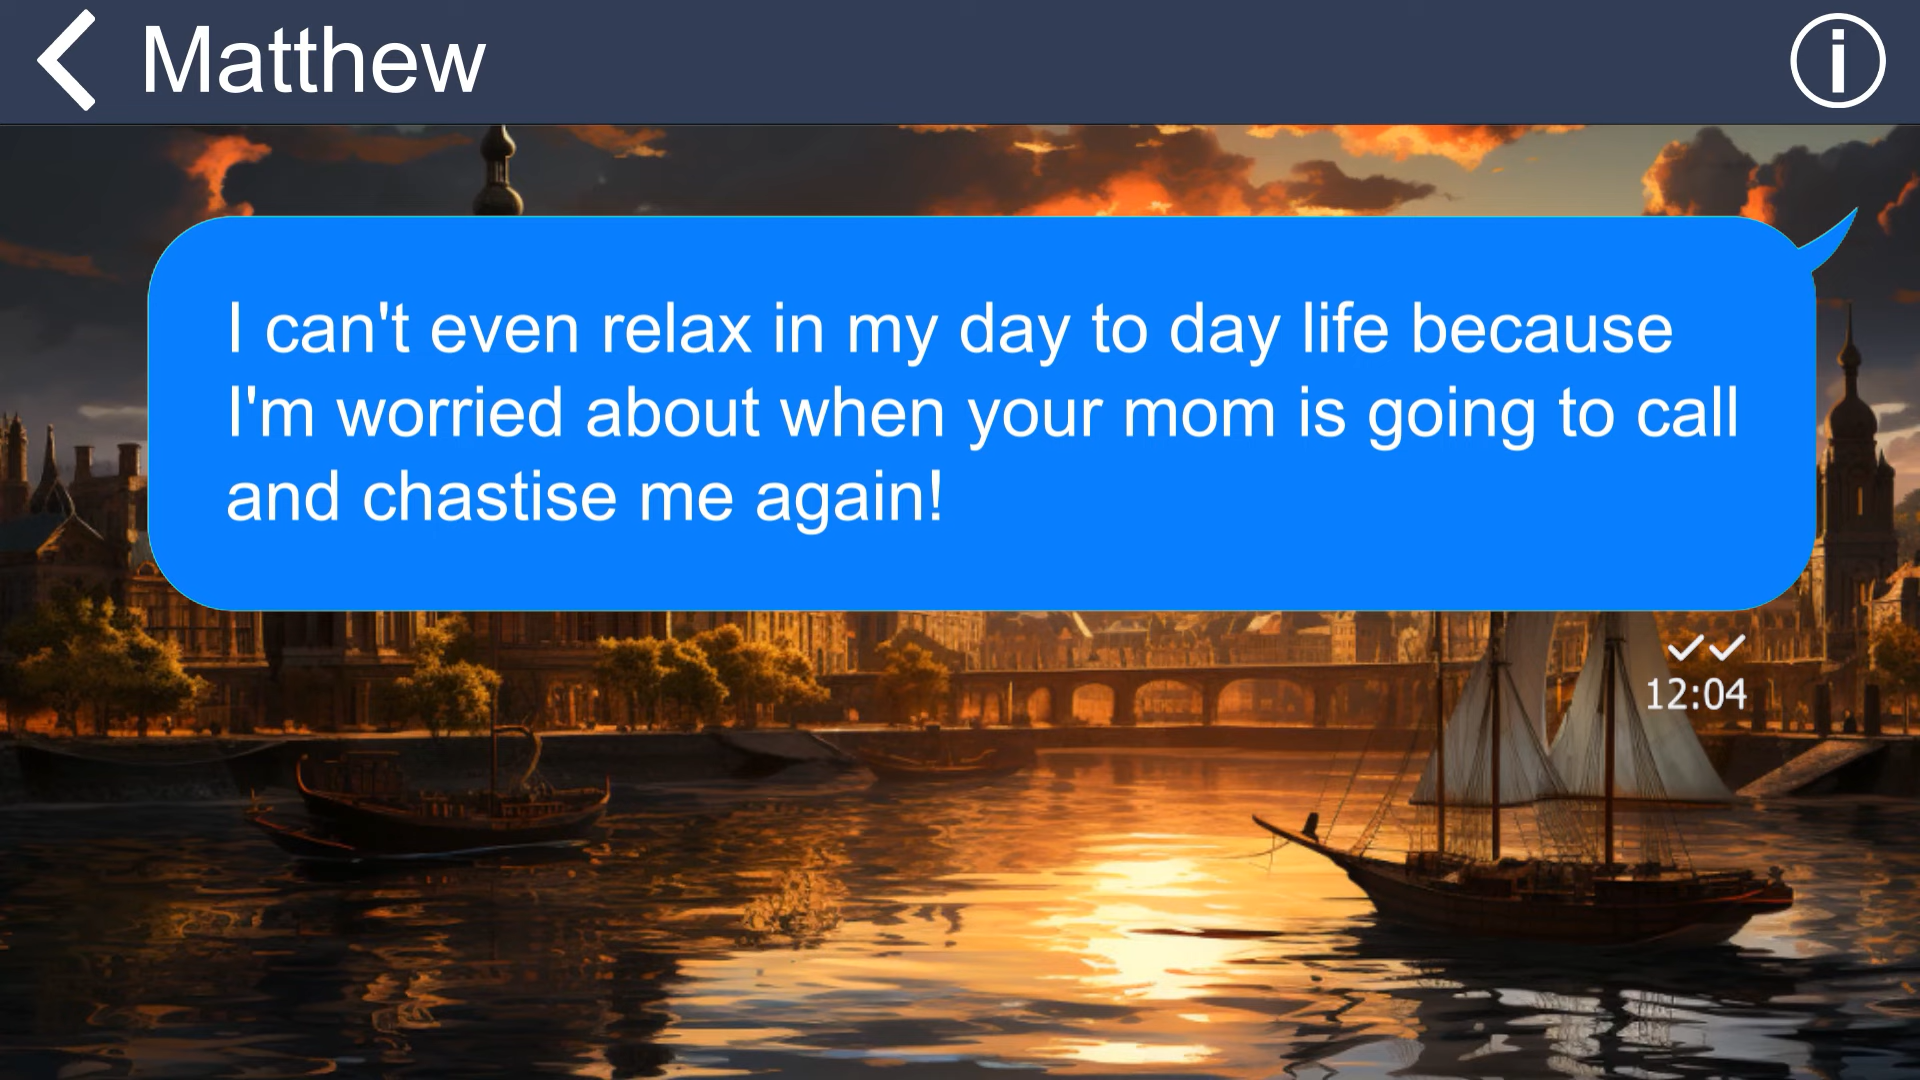 Matthew
I can't even relax in my day to day life because
I'm worried about when your mom is going to call
and chastise me again!
12:04